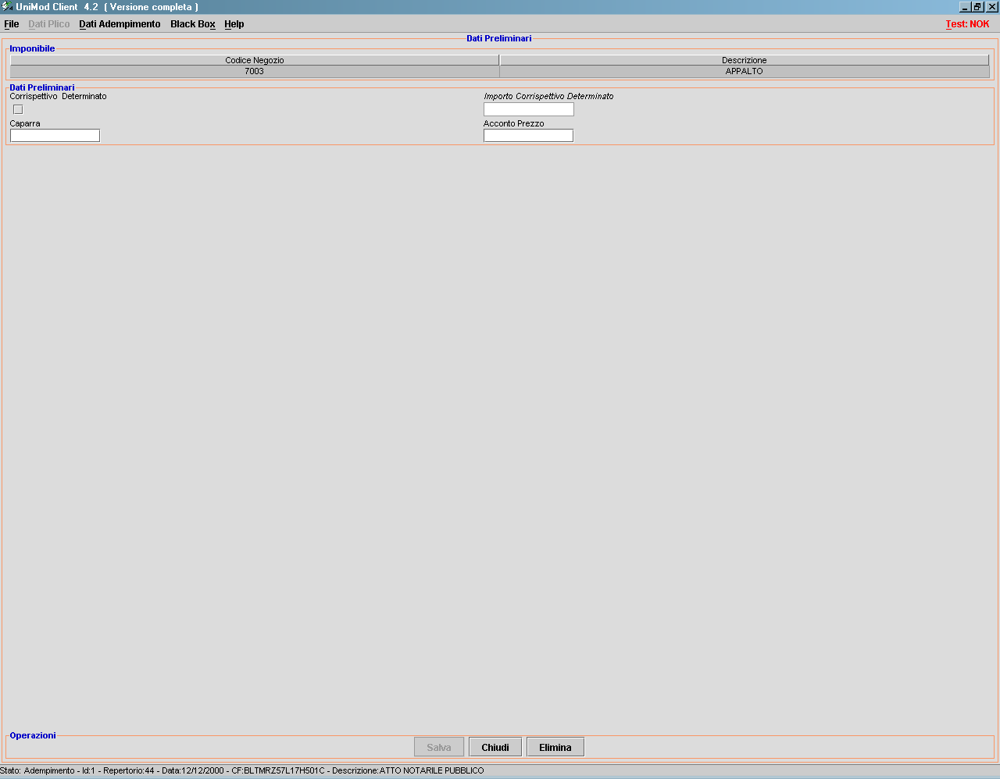 UniMod Client 4.2 ( Versione completa )
File Dati Plico Dati Adempimento Black Box Help Test: NOK
Dati Preliminari
Imponibile
Codice Negozio Descrizione
7003 APPALTO
Dati Preliminari
Corrispettivo Determinato Importo Corrispettivo Determinato
Caparra Acconto Prezzo
Operazioni
Salva Chiudi Elimina
Stato: Adempimento - Id:1 - Repertorio:44 - Data:12/12/2000 - CF:BLTMRZ57L17H501C - Descrizione:ATTO NOTARILE PUBBLICO